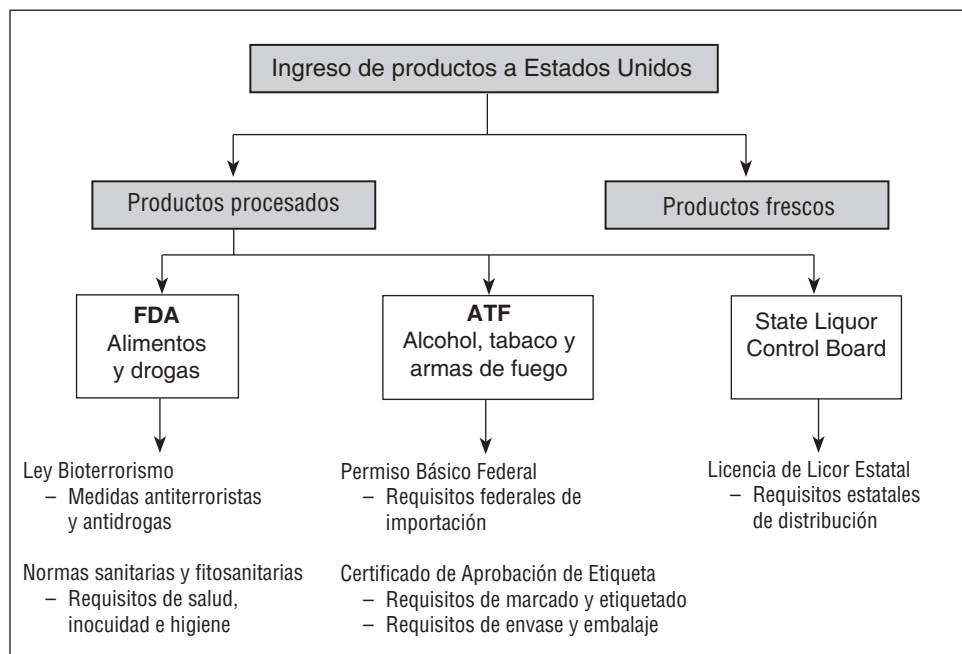 Ingreso de productos a Estados Unidos
Productos procesados
Productos frescos
FDA
Alimentos
y drogas
ATF
Alcohol, tabaco y
armas de fuego
State Liquor
Control Board
Ley Bioterrorismo
– Medidas antiterroristas
y antidrogas
Normas sanitarias y fitosanitarias
– Requisitos de salud,
inocuidad e higiene
Permiso Básico Federal
– Requisitos federales de
importación
Certificado de Aprobación de Etiqueta
– Requisitos de marcado y etiquetado
– Requisitos de envase y embalaje
Licencia de Licor Estatal
– Requisitos estatales
de distribución